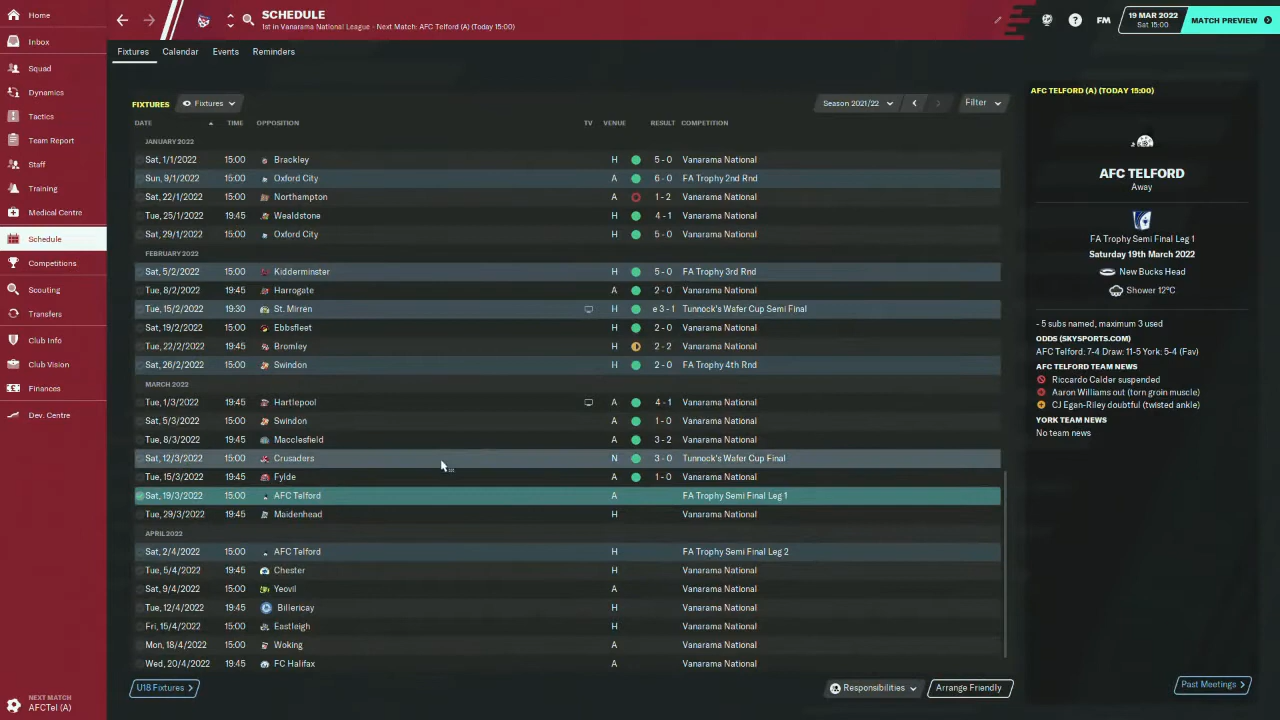 Home
Inbox
Squad
Dynamics
Tactics
Team Report
Staff
Training
Medical Centre
Schedule
Competitions
Scouting
Transfers
Club Info
Club Vision
Finances
Dev. Centre
NEXT MATCH
AFCTel (A)
SCHEDULE
1st in Vanarama National League - Next Match: AFC Telford (A) (Today 15:00)
FM
19 MAR 2022
Sat 15:00
MATCH PREVIEW
Fixtures Calendar Events Reminders
FIXTURES Fixtures Season 2021/22 Filter
DATE TIME OPPOSITION TV VENUE RESULT COMPETITION
JANUARY 2022
Sat, 1/1/2022 15:00 Brackley H 5 - 0 Vanarama National
Sun, 9/1/2022 15:00 Oxford City A 6 - 0 FA Trophy 2nd Rnd
Sat, 22/1/2022 15:00 Northampton A 1 - 2 Vanarama National
Tue, 25/1/2022 19:45 Wealdstone H 4 - 1 Vanarama National
Sat, 29/1/2022 15:00 Oxford City H 5 - 0 Vanarama National
FEBRUARY 2022
Sat, 5/2/2022 15:00 Kidderminster H 5 - 0 FA Trophy 3rd Rnd
Tue, 8/2/2022 19:45 Harrogate A 2 - 0 Vanarama National
Tue, 15/2/2022 19:30 St. Mirren H e 3 - 1 Tunnock's Wafer Cup Semi Final
Sat, 19/2/2022 15:00 Ebbsfleet H 2 - 0 Vanarama National
Tue, 22/2/2022 19:45 Bromley A 2 - 2 Vanarama National
Sat, 26/2/2022 15:00 Swindon H 2 - 0 FA Trophy 4th Rnd
MARCH 2022
Tue, 1/3/2022 19:45 Hartlepool A 4 - 1 Vanarama National
Sat, 5/3/2022 15:00 Swindon A 1 - 0 Vanarama National
Tue, 8/3/2022 19:45 Macclesfield A 3 - 2 Vanarama National
Sat, 12/3/2022 15:00 Crusaders N 3 - 0 Tunnock's Wafer Cup Final
Tue, 15/3/2022 19:45 Fylde A 1 - 0 Vanarama National
Sat, 19/3/2022 15:00 AFC Telford A FA Trophy Semi Final Leg 1
Tue, 29/3/2022 19:45 Maidenhead H Vanarama National
APRIL 2022
Sat, 2/4/2022 15:00 AFC Telford H FA Trophy Semi Final Leg 2
Tue, 5/4/2022 19:45 Chester H Vanarama National
Sat, 9/4/2022 15:00 Yeovil A Vanarama National
Tue, 12/4/2022 19:45 Billericay H Vanarama National
Fri, 15/4/2022 15:00 Eastleigh H Vanarama National
Mon, 18/4/2022 15:00 Woking A Vanarama National
Wed, 20/4/2022 19:45 FC Halifax A Vanarama National
U18 Fixtures Responsibilities Arrange Friendly
AFC TELFORD (A) (TODAY 15:00)
AFC TELFORD
Away
FA Trophy Semi Final Leg 1
Saturday 19th March 2022
New Bucks Head
Shower 12°C
- 5 subs named, maximum 3 used
ODDS (SKYSPORTS.COM)
AFC Telford: 7-4 Draw: 11-5 York: 5-4 (Fav)
AFC TELFORD TEAM NEWS
Riccardo Calder suspended
Aaron Williams out (torn groin muscle)
CJ Egan-Riley doubtful (twisted ankle)
YORK TEAM NEWS
No team news
Past Meetings